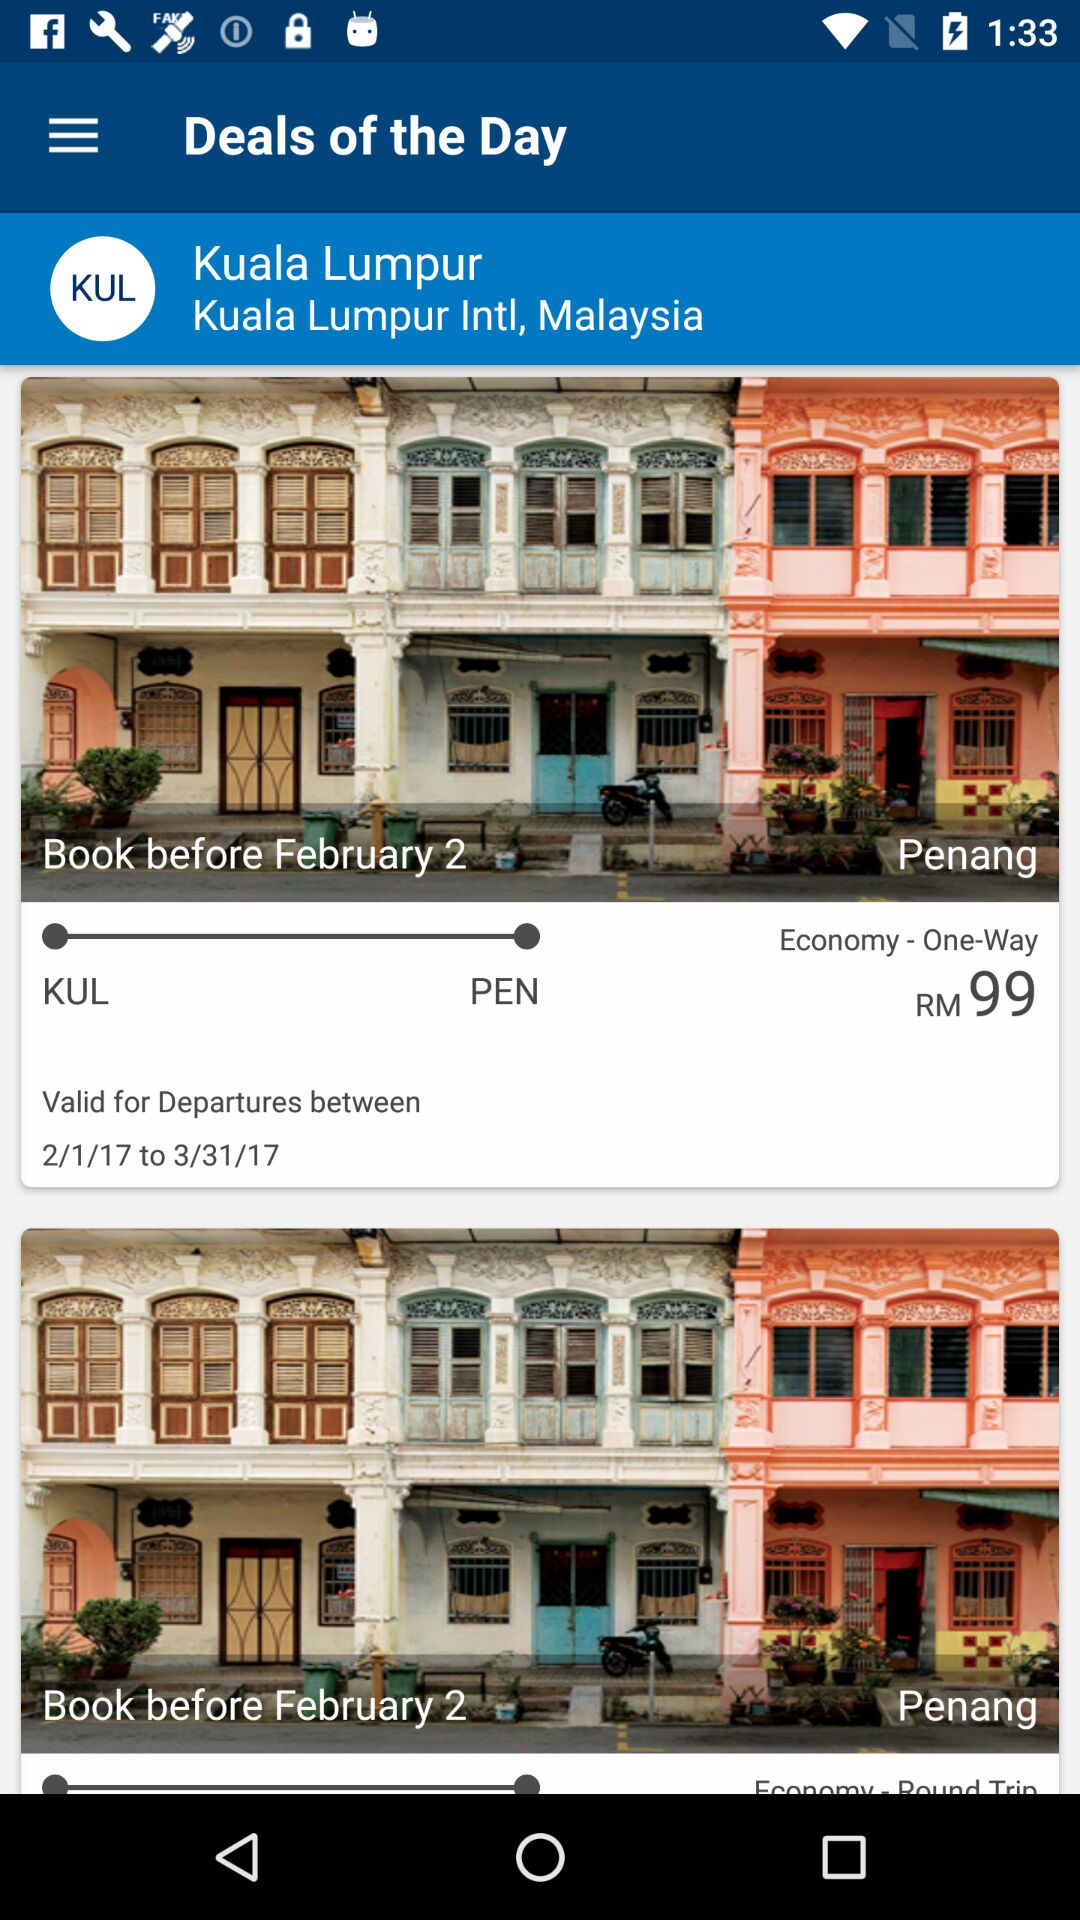 FAKE
1:33
Deals of the Day
KUL
Kuala Lumpur
Kuala Lumpur Intl, Malaysia
Book before February 2
Penang
Economy - One-Way
KUL
PEN
RM 99
Valid for Departures between
2/1/17 to 3/31/17
Book before February 2
Penang
Economy - Round Trip